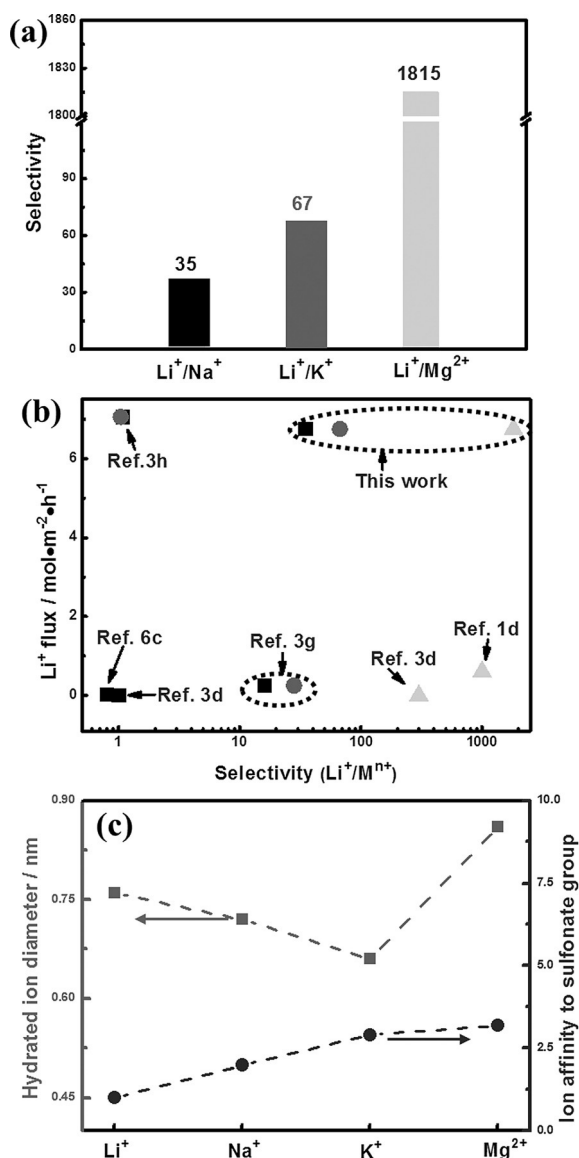 (a)
1860
1830
1800
90
60
30
0
Selectivity
35
67
1815
Li⁺/Na⁺
Li⁺/K⁺
Li⁺/Mg²⁺
(b)
6
4
2
0
Li⁺ flux / mol•m⁻²•h⁻¹
Ref.3h
This work
Ref. 6c
Ref. 3d
Ref. 3g
Ref. 3d
Ref. 1d
1
10
100
1000
Selectivity (Li⁺/Mⁿ⁺)
(c)
0.90
0.75
0.60
0.45
Hydrated ion diameter / nm
10.0
7.5
5.0
2.5
0.0
Ion affinity to sulfonate group
Li⁺
Na⁺
K⁺
Mg²⁺